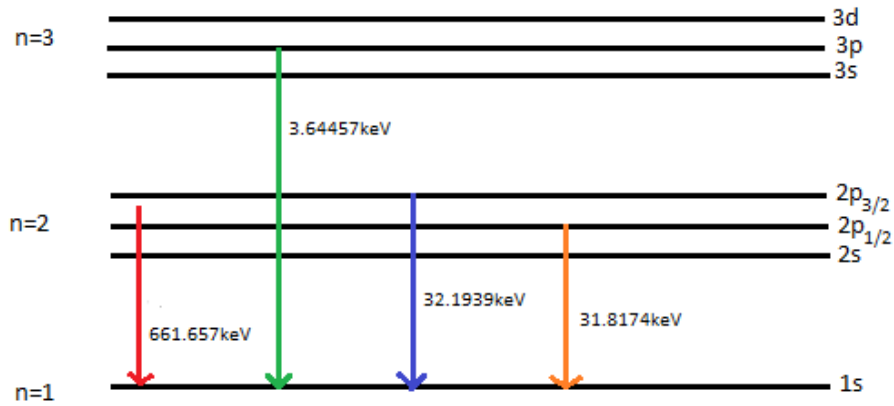 3d
n=3
3p
3s
3.64457keV
2p3/2
n=2
2p1/2
2s
32.1939keV
31.8174keV
661.657keV
1s
n=1